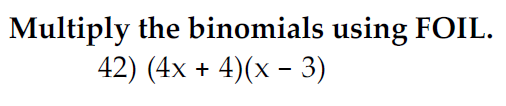 Multiply the binomials using FOIL.
42) (4x + 4)(x − 3)